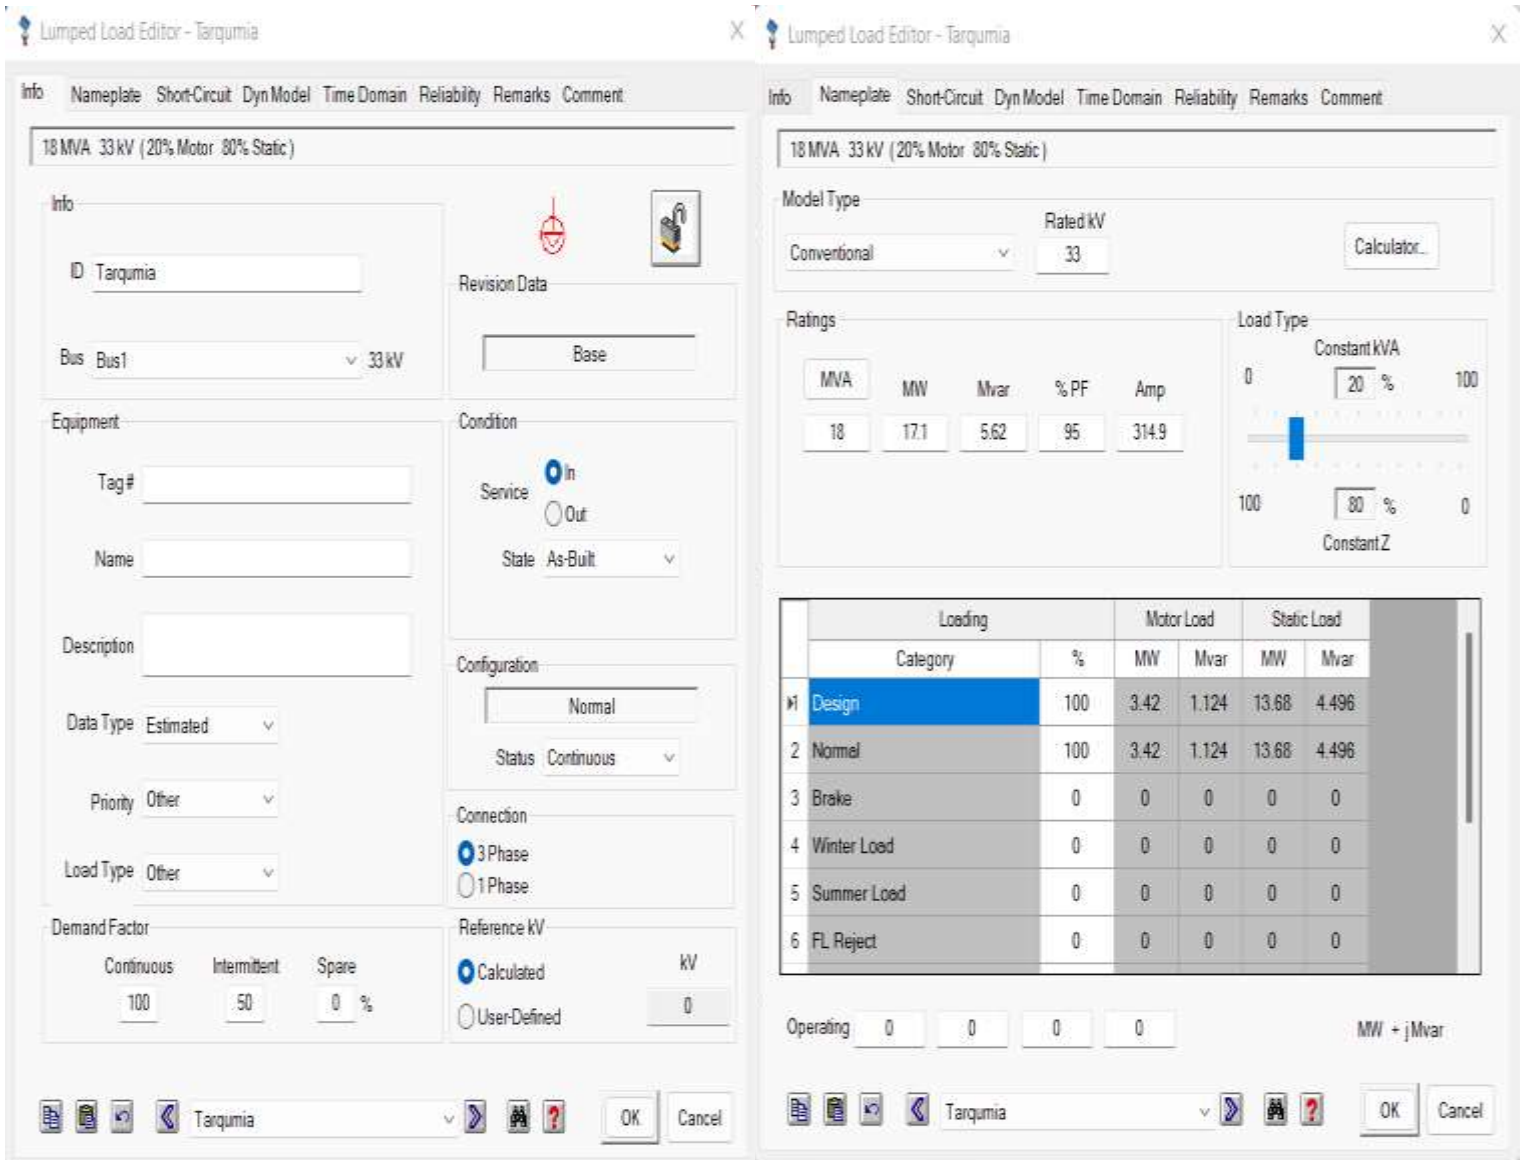 Lumped Load Editor - Tarqumia
Info Nameplate Short-Circuit Dyn Model Time Domain Reliability Remarks Comment
18 MVA 33 kV (20% Motor 80% Static)
Info
ID Tarqumia
Bus Bus1 33 kV
Revision Data
Base
Equipment
Tag #
Name
Description
Data Type Estimated
Priority Other
Load Type Other
Condition
Service In
Out
State As-Built
Configuration
Normal
Status Continuous
Connection
3 Phase
1 Phase
Demand Factor
Continuous Intermittent Spare
100 50 0 %
Reference kV
Calculated kV
User-Defined 0
Tarqumia ? OK Cancel
Lumped Load Editor - Tarqumia
Info Nameplate Short-Circuit Dyn Model Time Domain Reliability Remarks Comment
18 MVA 33 kV (20% Motor 80% Static)
Model Type
Rated kV
Conventional 33 Calculator...
Ratings
MVA MW Mvar % PF Amp
18 17.1 5.62 95 314.9
Load Type
Constant kVA
0 20 % 100
100 80 % 0
Constant Z
Loading Motor Load Static Load
Category % MW Mvar MW Mvar
1 Design 100 3.42 1.124 13.68 4.496
2 Normal 100 3.42 1.124 13.68 4.496
3 Brake 0 0 0 0 0
4 Winter Load 0 0 0 0 0
5 Summer Load 0 0 0 0 0
6 FL Reject 0 0 0 0 0
Operating 0 0 0 0 MW + j Mvar
Tarqumia ? OK Cancel